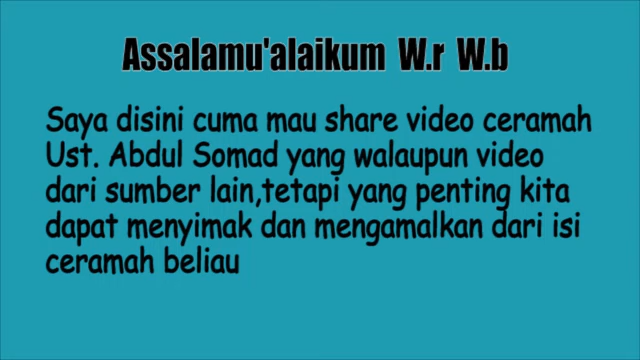 Assalamu'alaikum W.r W.b
Saya disini cuma mau share video ceramah
Ust. Abdul Somad yang walaupun video
dari sumber lain,tetapi yang penting kita
dapat menyimak dan mengamalkan dari isi
ceramah beliau